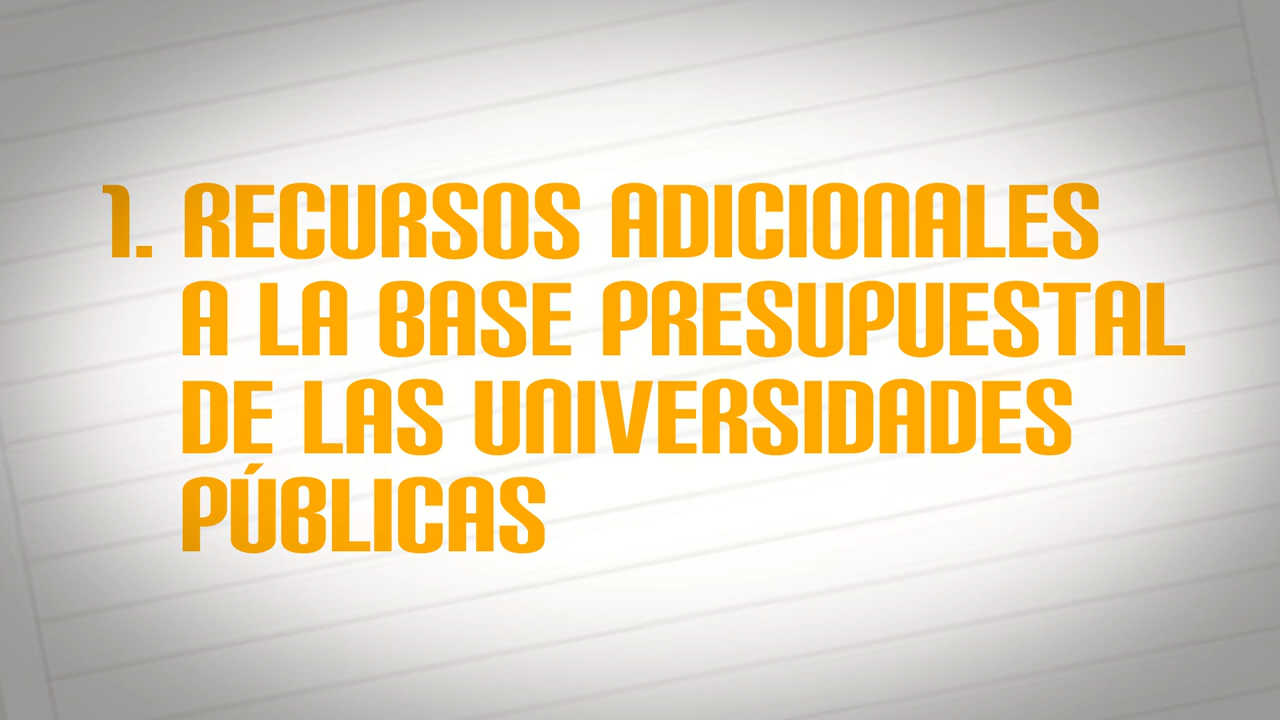 1. RECURSOS ADICIONALES
A LA BASE PRESUPUESTAL
DE LAS UNIVERSIDADES
PÚBLICAS